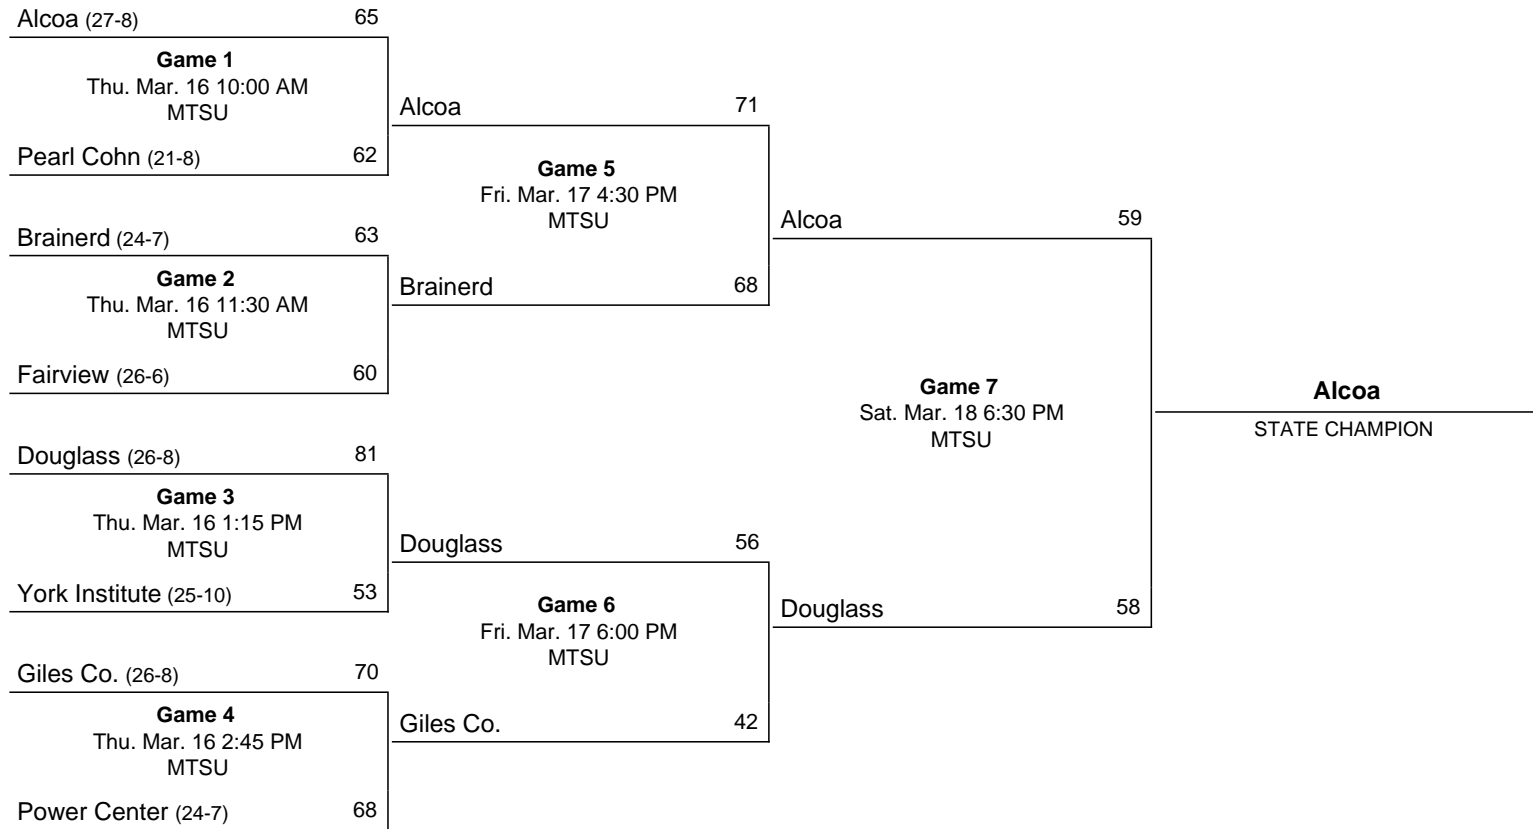 Alcoa (27-8) 65
Game 1
Thu. Mar. 16 10:00 AM
MTSU
Pearl Cohn (21-8) 62
Brainerd (24-7) 63
Game 2
Thu. Mar. 16 11:30 AM
MTSU
Fairview (26-6) 60
Douglass (26-8) 81
Game 3
Thu. Mar. 16 1:15 PM
MTSU
York Institute (25-10) 53
Giles Co. (26-8) 70
Game 4
Thu. Mar. 16 2:45 PM
MTSU
Power Center (24-7) 68
Alcoa 71
Game 5
Fri. Mar. 17 4:30 PM
MTSU
Brainerd 68
Douglass 56
Game 6
Fri. Mar. 17 6:00 PM
MTSU
Giles Co. 42
Alcoa 59
Game 7
Sat. Mar. 18 6:30 PM
MTSU
Douglass 58
Alcoa
STATE CHAMPION